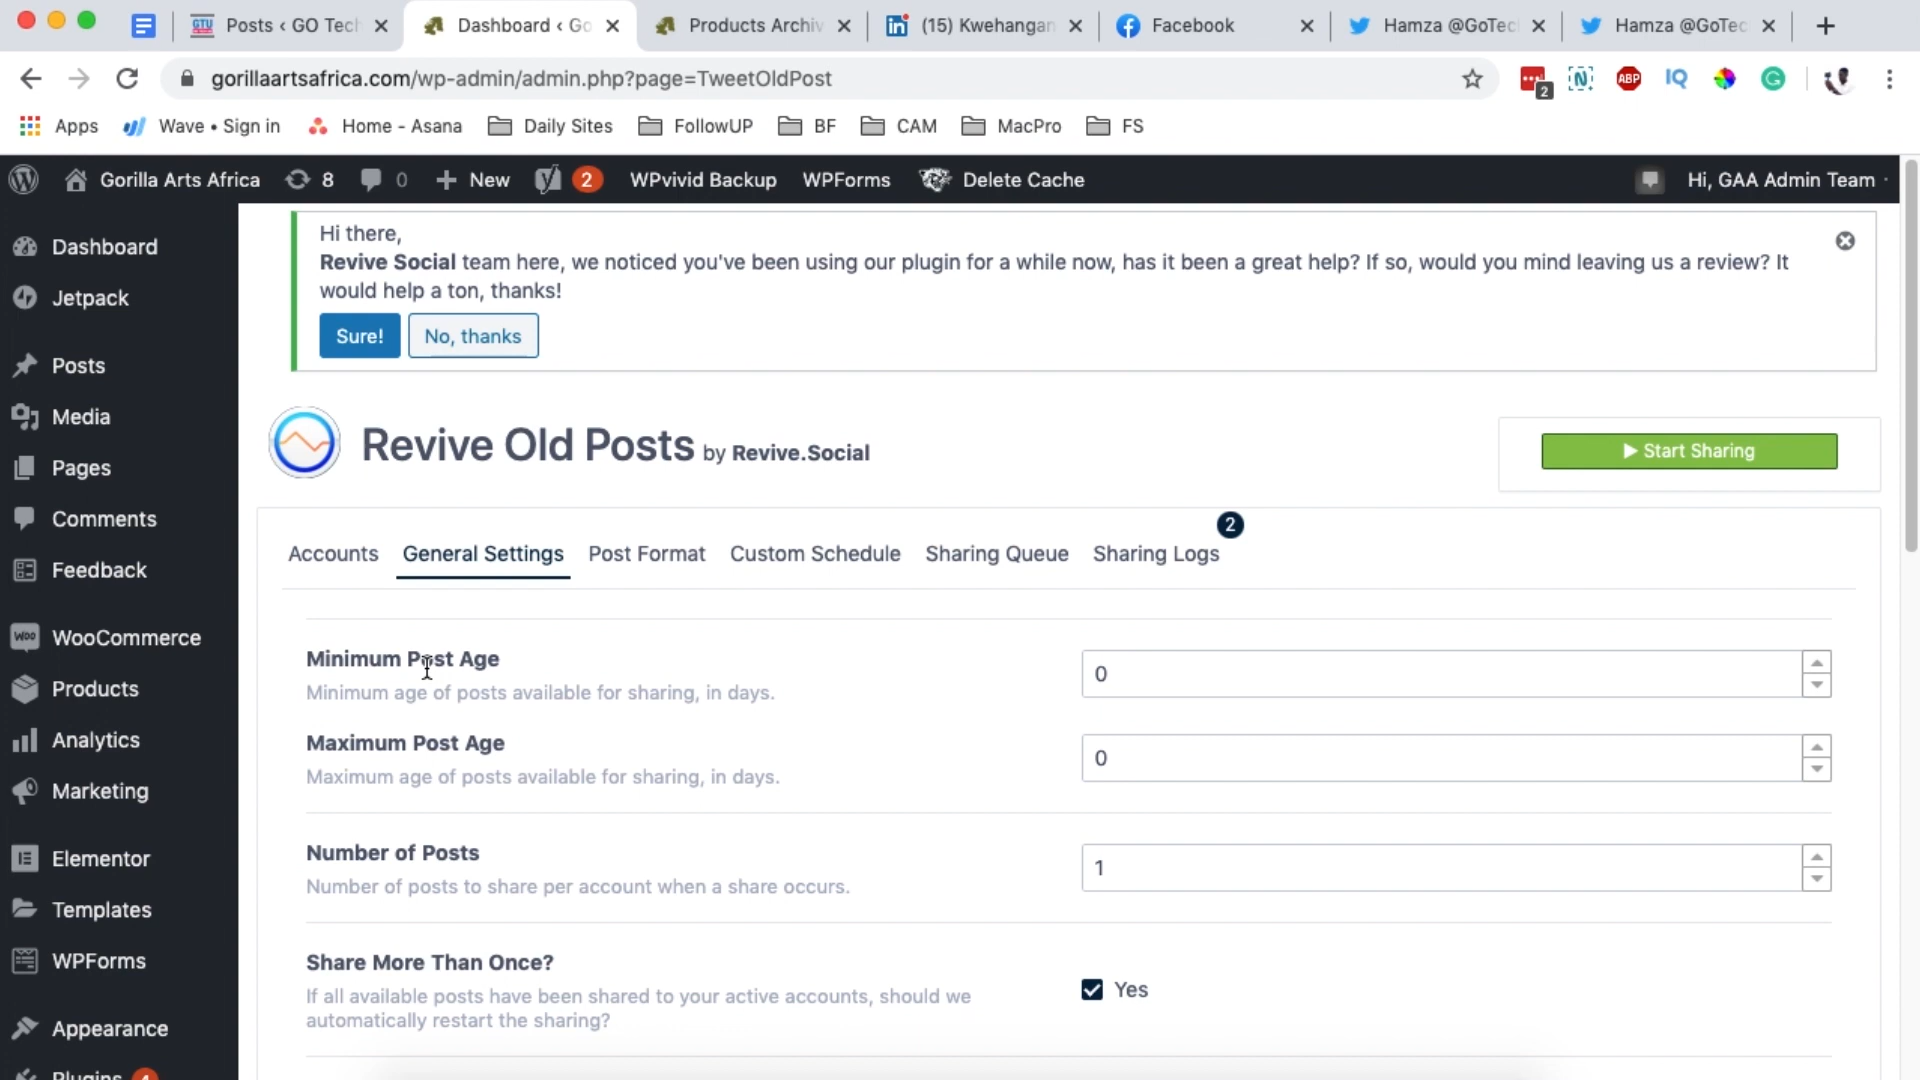 Posts < GO Tech
Dashboard < Go
Products Archiv
(15) Kwehangan
Facebook
Hamza @GoTec
Hamza @GoTec
gorillaartsafrica.com/wp-admin/admin.php?page=TweetOldPost
2
ABP
IQ
Apps
Wave • Sign in
Home - Asana
Daily Sites
FollowUP
BF
CAM
MacPro
FS
Gorilla Arts Africa
8
0
New
2
WPvivid Backup
WPForms
Delete Cache
Hi, GAA Admin Team
Dashboard
Jetpack
Posts
Media
Pages
Comments
Feedback
WooCommerce
Products
Analytics
Marketing
Elementor
Templates
WPForms
Appearance
Plugins
Hi there,
Revive Social team here, we noticed you've been using our plugin for a while now, has it been a great help? If so, would you mind leaving us a review? It
would help a ton, thanks!
Sure!
No, thanks
Revive Old Posts by Revive.Social
Start Sharing
2
Accounts
General Settings
Post Format
Custom Schedule
Sharing Queue
Sharing Logs
Minimum Post Age
Minimum age of posts available for sharing, in days.
0
Maximum Post Age
Maximum age of posts available for sharing, in days.
0
Number of Posts
Number of posts to share per account when a share occurs.
1
Share More Than Once?
If all available posts have been shared to your active accounts, should we
automatically restart the sharing?
Yes